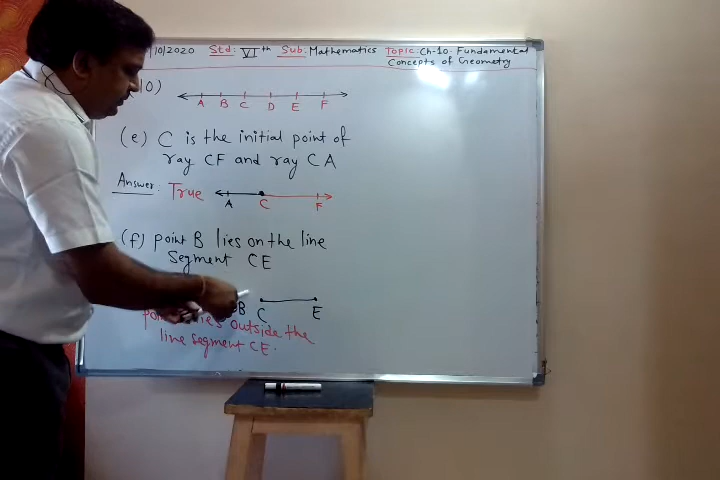 /10/2020 Std: VI th Sub: Mathematics Topic: Ch-10. Fundamental
Concepts of Geometry
10)
A B C D E F
(e) C is the initial point of
ray CF and ray CA
Answer: True
A C F
(f) point B lies on the line
Segment CE
B C E
lies outside the
line segment CE.